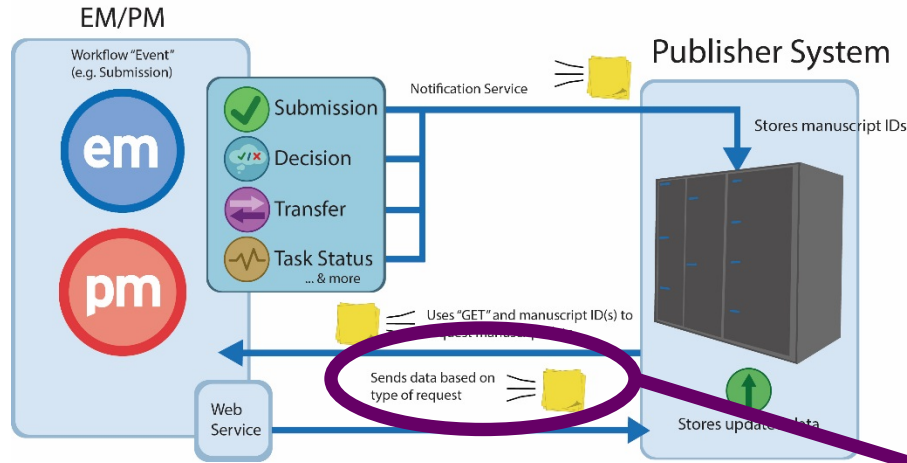 EM/PM
Workflow “Event”
(e.g. Submission)
em
pm
Submission
Decision
Transfer
Task Status
... & more
Notification Service
Publisher System
Stores manuscript IDs
Uses “GET” and manuscript ID(s) to
Sends data based on
type of request
Web
Service
Stores